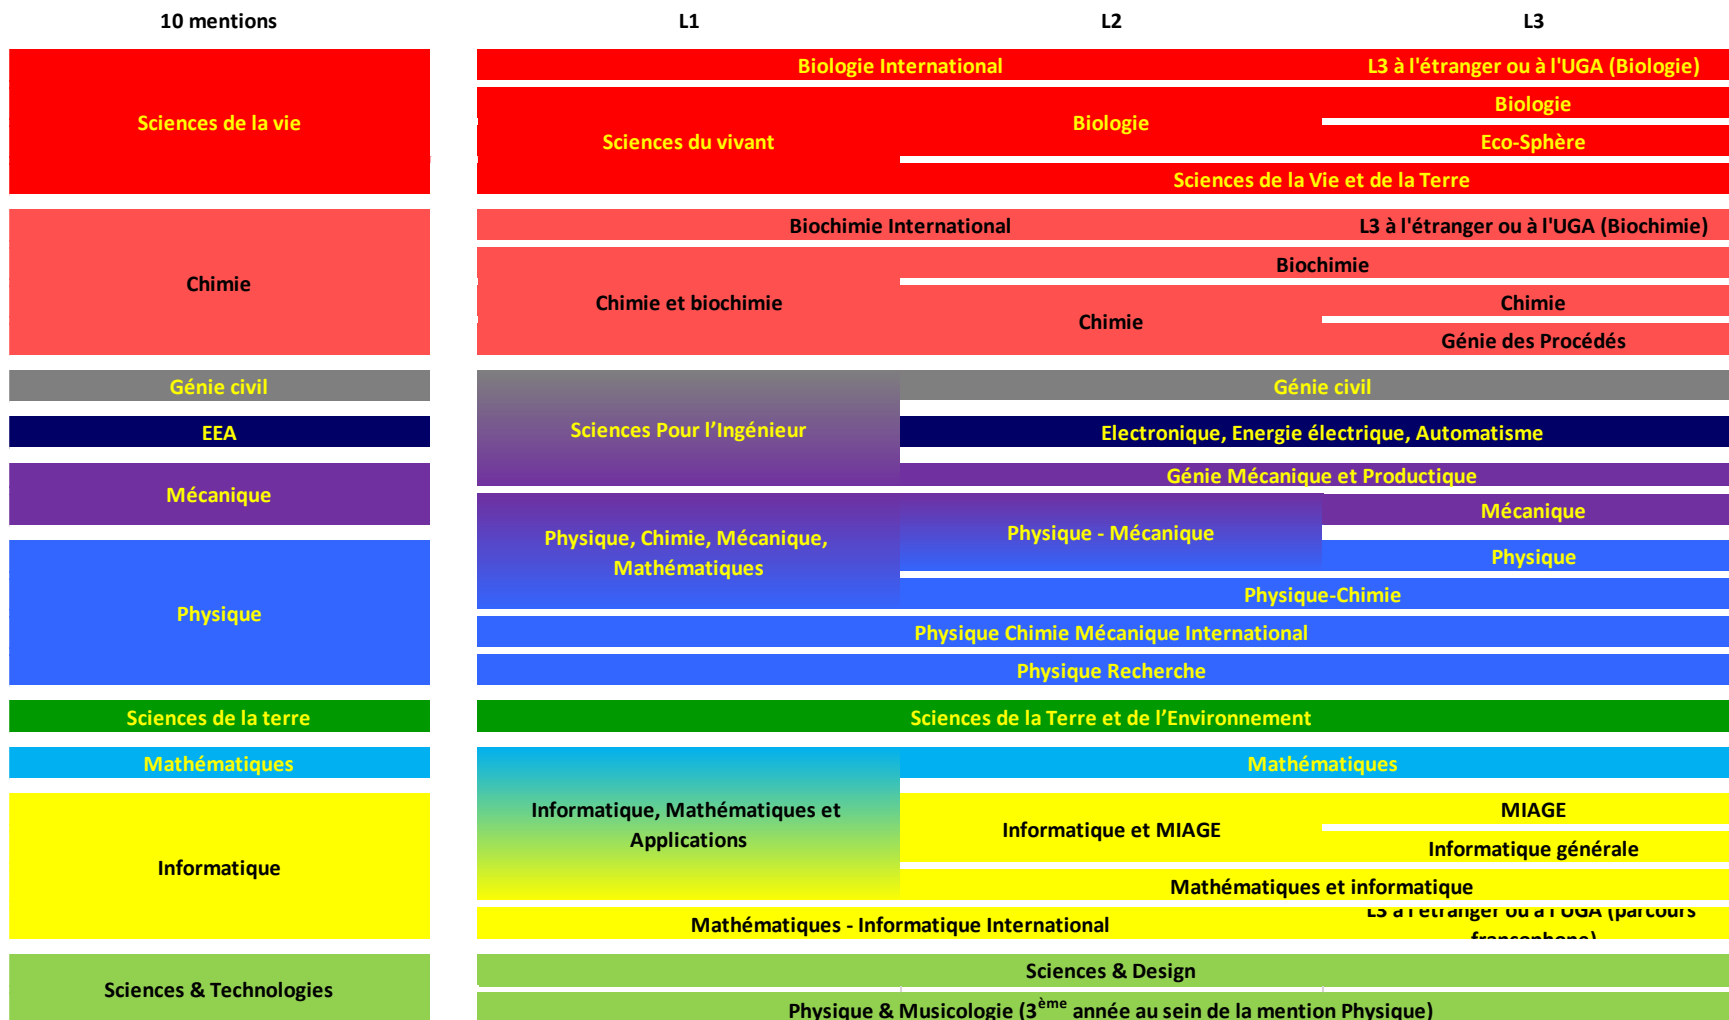 10 mentions L1 L2 L3
Biologie International L3 à l'étranger ou à l'UGA (Biologie)
Sciences de la vie
Sciences du vivant
Biologie
Biologie
Eco-Sphère
Sciences de la Vie et de la Terre
Biochimie International L3 à l'étranger ou à l'UGA (Biochimie)
Chimie
Chimie et biochimie
Biochimie
Chimie
Chimie
Génie des Procédés
Génie civil
Sciences Pour l’Ingénieur
Génie civil
EEA
Electronique, Energie électrique, Automatisme
Mécanique
Génie Mécanique et Productique
Physique, Chimie, Mécanique,
Mathématiques
Physique - Mécanique
Mécanique
Physique
Physique
Physique-Chimie
Physique Chimie Mécanique International
Physique Recherche
Sciences de la terre
Sciences de la Terre et de l’Environnement
Mathématiques
Mathématiques
Informatique, Mathématiques et
Applications
Informatique
Informatique et MIAGE
MIAGE
Informatique générale
Mathématiques et informatique
Mathématiques - Informatique International
L3 à l'étranger ou à l'UGA (parcours
francophone)
Sciences & Technologies
Sciences & Design
Physique & Musicologie (3ème année au sein de la mention Physique)